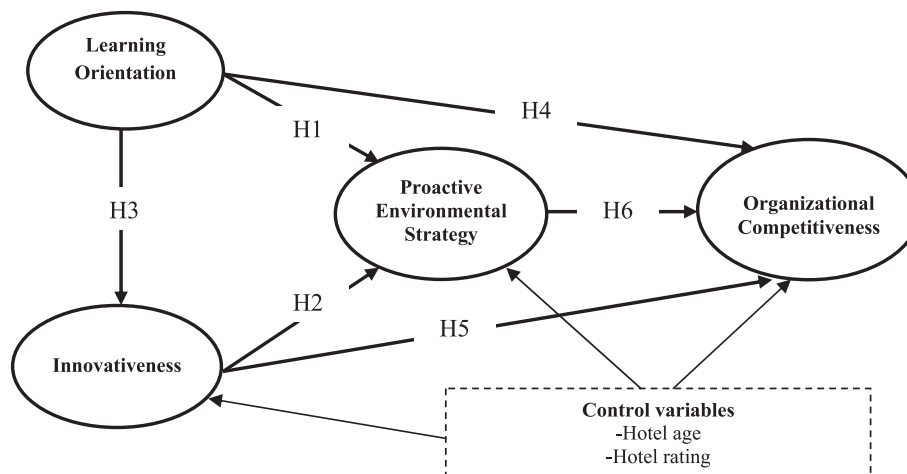 Learning
Orientation
H1
H4
H3
Proactive
Environmental
Strategy
H6
Organizational
Competitiveness
H2
H5
Innovativeness
Control variables
-Hotel age
-Hotel rating